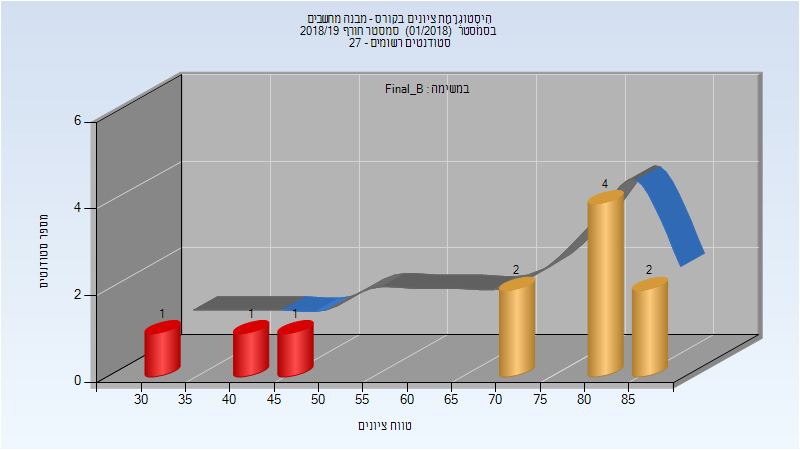 היסטוגרמת ציונים בקורס - מבנה מחשבים
בסמסטר (01/2018) סמסטר חורף 2018/19
סטודנטים רשומים - 27
במשימה : Final_B
מספר סטודנטים
6
4
2
0
1
1
1
2
4
2
30 35 40 45 50 55 60 65 70 75 80 85
טווח ציונים